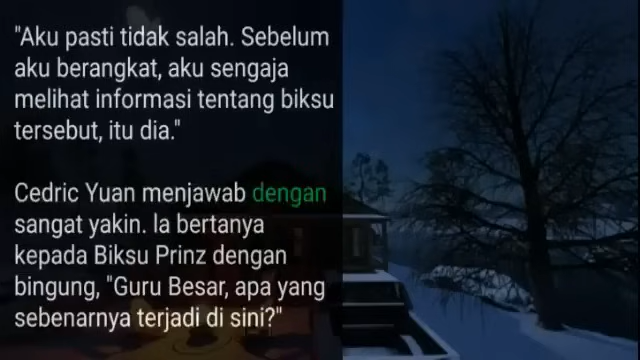 "Aku pasti tidak salah. Sebelum
aku berangkat, aku sengaja
melihat informasi tentang biksu
tersebut, itu dia."
Cedric Yuan menjawab dengan
sangat yakin. Ia bertanya
kepada Biksu Prinz dengan
bingung, "Guru Besar, apa yang
sebenarnya terjadi di sini?"